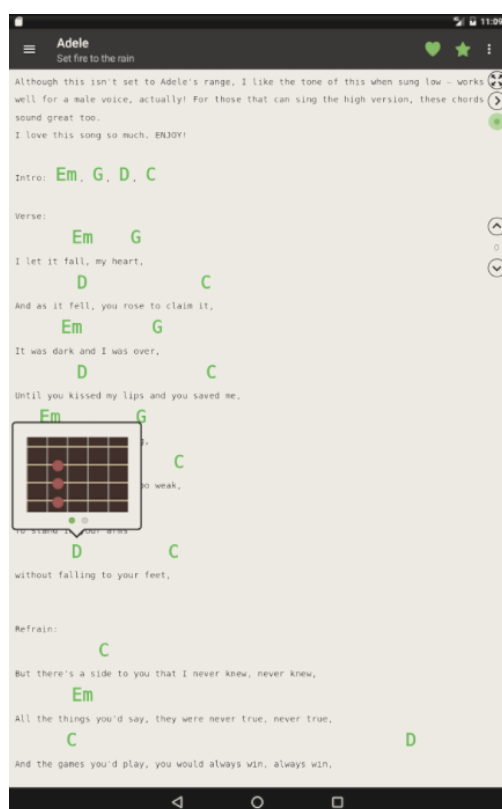 11:09
Adele
Set fire to the rain
Although this isn't set to Adele's range, I like the tone of this when sung low – works
well for a male voice, actually! For those that can sing the high version, these chords
sound great too.
I love this song so much. ENJOY!
Intro: Em, G, D, C
Verse:
Em G
I let it fall, my heart,
D C
And as it fell, you rose to claim it,
Em G
It was dark and I was over,
D C
Until you kissed my lips and you saved me,
Em G
C
weak,
D C
without falling to your feet,
Refrain:
C
But there's a side to you that I never knew, never knew,
Em
All the things you'd say, they were never true, never true,
C D
And the games you'd play, you would always win, always win,
0